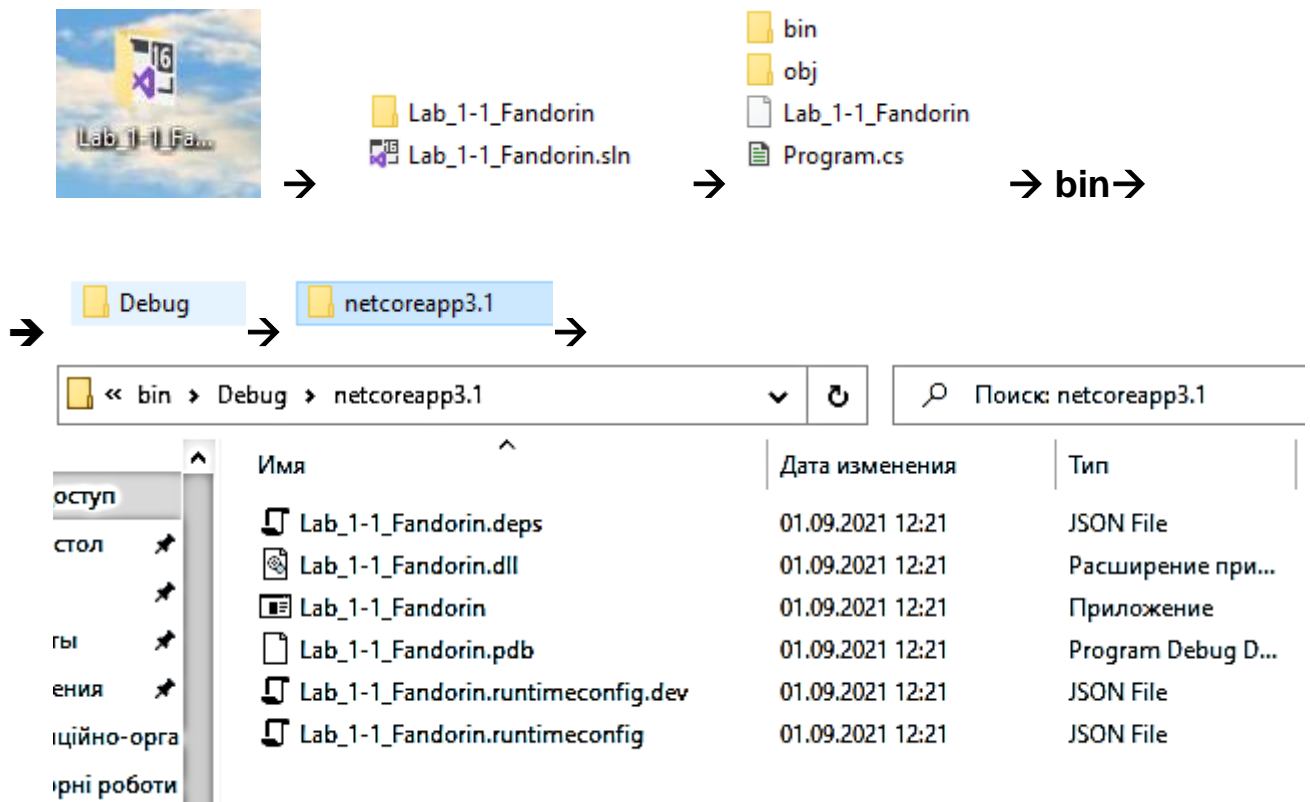 16
Lab_1-1_Fa...
→
Lab_1-1_Fandorin
16 Lab_1-1_Fandorin.sln
→
bin
obj
Lab_1-1_Fandorin
Program.cs
→ bin→
→ Debug → netcoreapp3.1 →
« bin › Debug › netcoreapp3.1
Поиск: netcoreapp3.1
Имя Дата изменения Тип
оступ
стол
ты
ения
ційно-орга
рні роботи
Lab_1-1_Fandorin.deps 01.09.2021 12:21 JSON File
Lab_1-1_Fandorin.dll 01.09.2021 12:21 Расширение при...
Lab_1-1_Fandorin 01.09.2021 12:21 Приложение
Lab_1-1_Fandorin.pdb 01.09.2021 12:21 Program Debug D...
Lab_1-1_Fandorin.runtimeconfig.dev 01.09.2021 12:21 JSON File
Lab_1-1_Fandorin.runtimeconfig 01.09.2021 12:21 JSON File